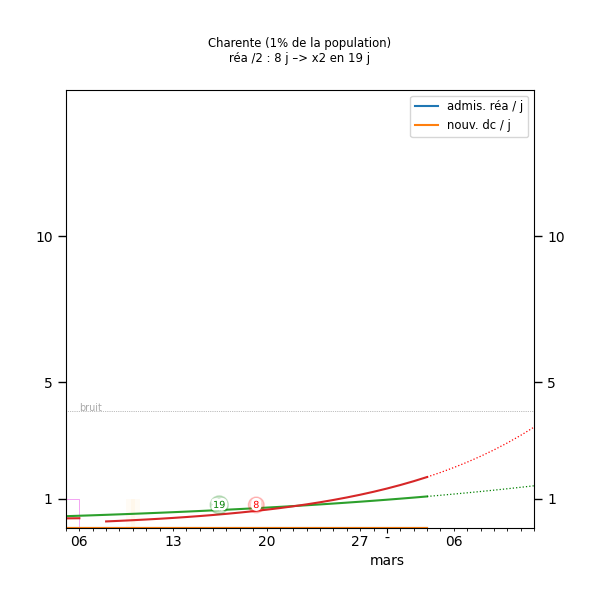 Charente (1% de la population)
réa /2 : 8 j –> x2 en 19 j
admis. réa / j
nouv. dc / j
10 10
5 5
bruit
19 8
1 1
06 13 20 27 - 06
mars